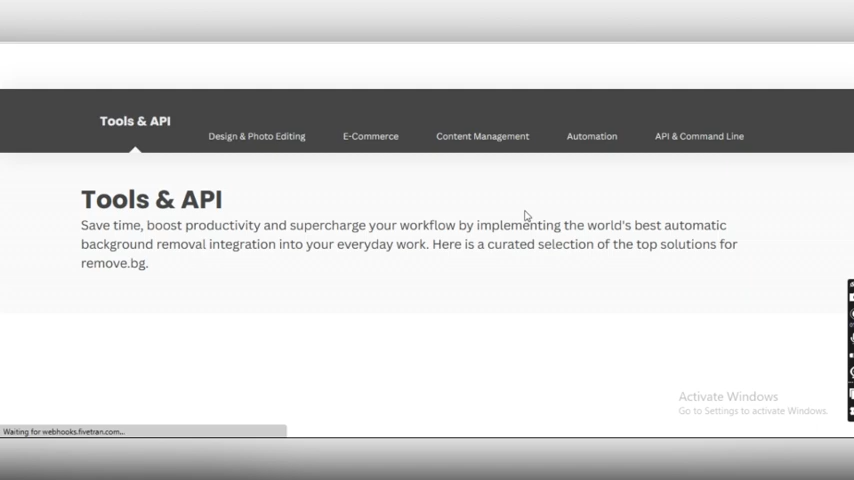 Tools & API
Design & Photo Editing
E-Commerce
Content Management
Automation
API & Command Line
Tools & API
Save time, boost productivity and supercharge your workflow by implementing the world's best automatic
background removal integration into your everyday work. Here is a curated selection of the top solutions for
remove.bg.
Activate Windows
Go to Settings to activate Windows.
Waiting for webhooks.fivetran.com...